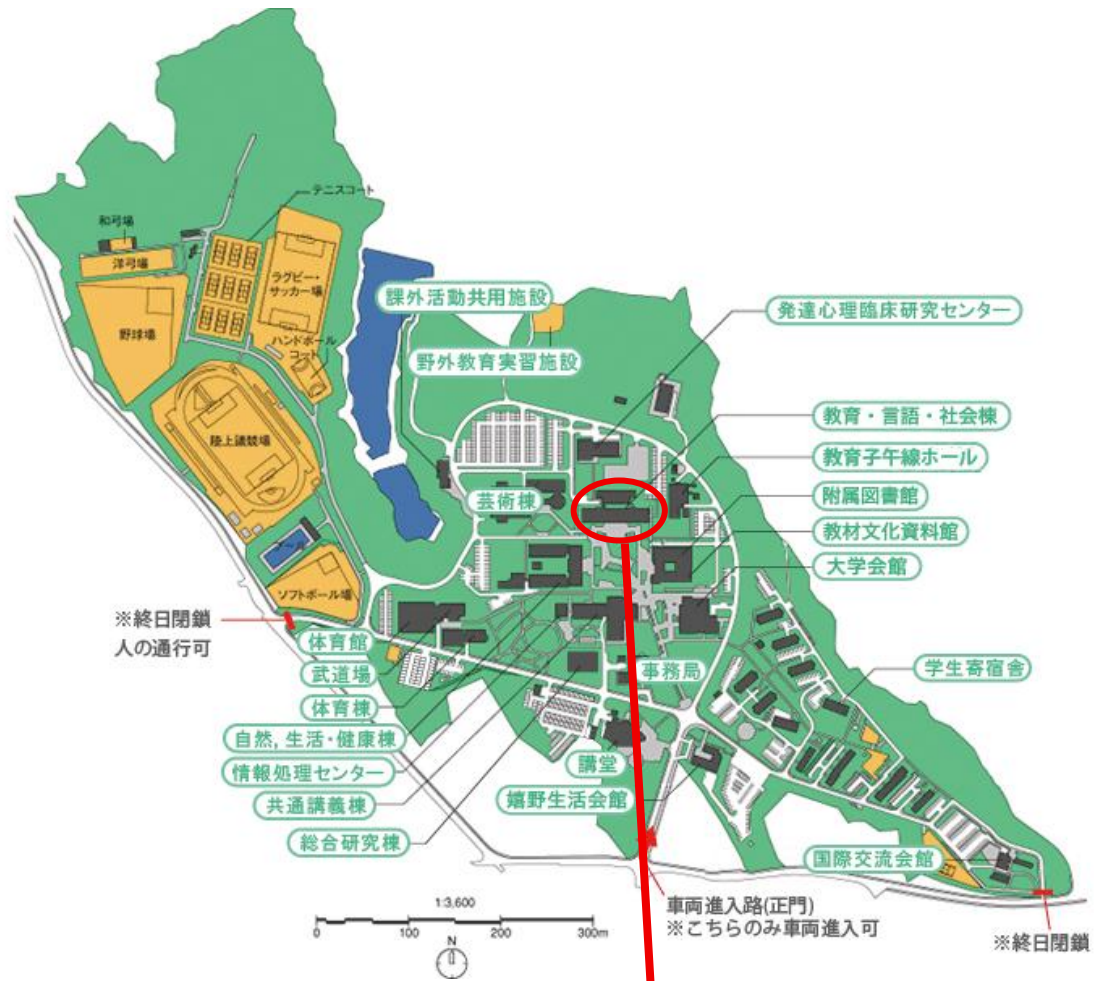 テニスコート
和弓場
洋弓場
ラグビー・
サッカー場
野球場
ハンドボール
コート
陸上競技場
プール
ソフトボール場
課外活動共用施設
野外教育実習施設
発達心理臨床研究センター
教育・言語・社会棟
教育子午線ホール
芸術棟
附属図書館
教材文化資料館
大学会館
※終日閉鎖
人の通行可
体育館
武道場
体育棟
自然,生活・健康棟
情報処理センター
共通講義棟
総合研究棟
事務局
学生寄宿舎
講堂
嬉野生活会館
国際交流会館
車両進入路(正門)
※こちらのみ車両進入可
※終日閉鎖
1:3,600
0 100 200 300m
N